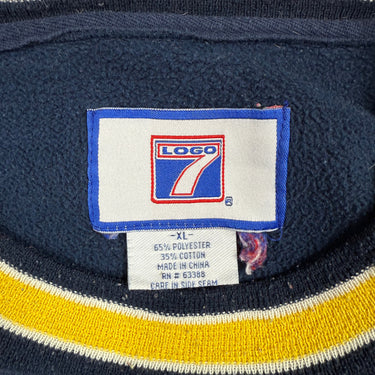 LOGO
7
®
-XL-
65% POLYESTER
35% COTTON
MADE IN CHINA
RN # 63388
CARE IN SIDE SEAM